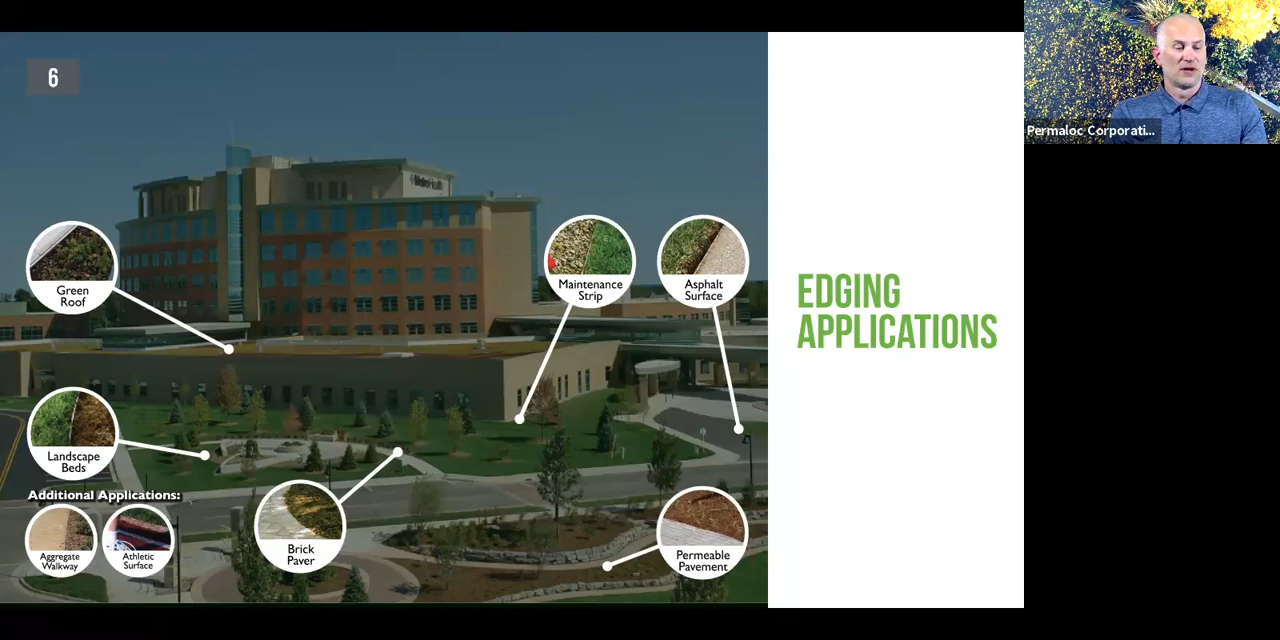 6
Permaloc Corporati...
Green
Roof
Maintenance
Strip
Asphalt
Surface
EDGING
APPLICATIONS
Landscape
Beds
Additional Applications:
Aggregate
Walkway
Athletic
Surface
Brick
Paver
Permeable
Pavement